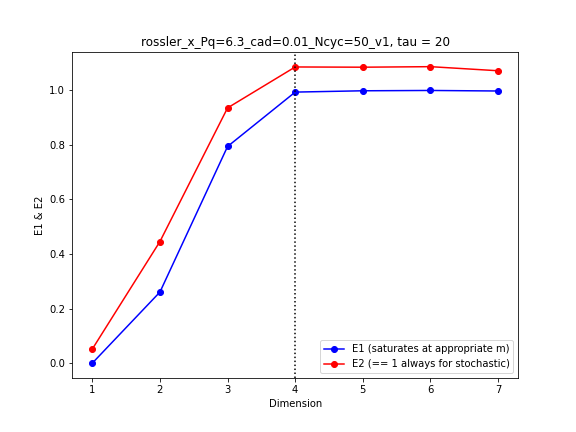 rossler_x_Pq=6.3_cad=0.01_Ncyc=50_v1, tau = 20
1.0
0.8
0.6
0.4
0.2
0.0
E1 & E2
E1 (saturates at appropriate m)
E2 (== 1 always for stochastic)
1 2 3 4 5 6 7
Dimension